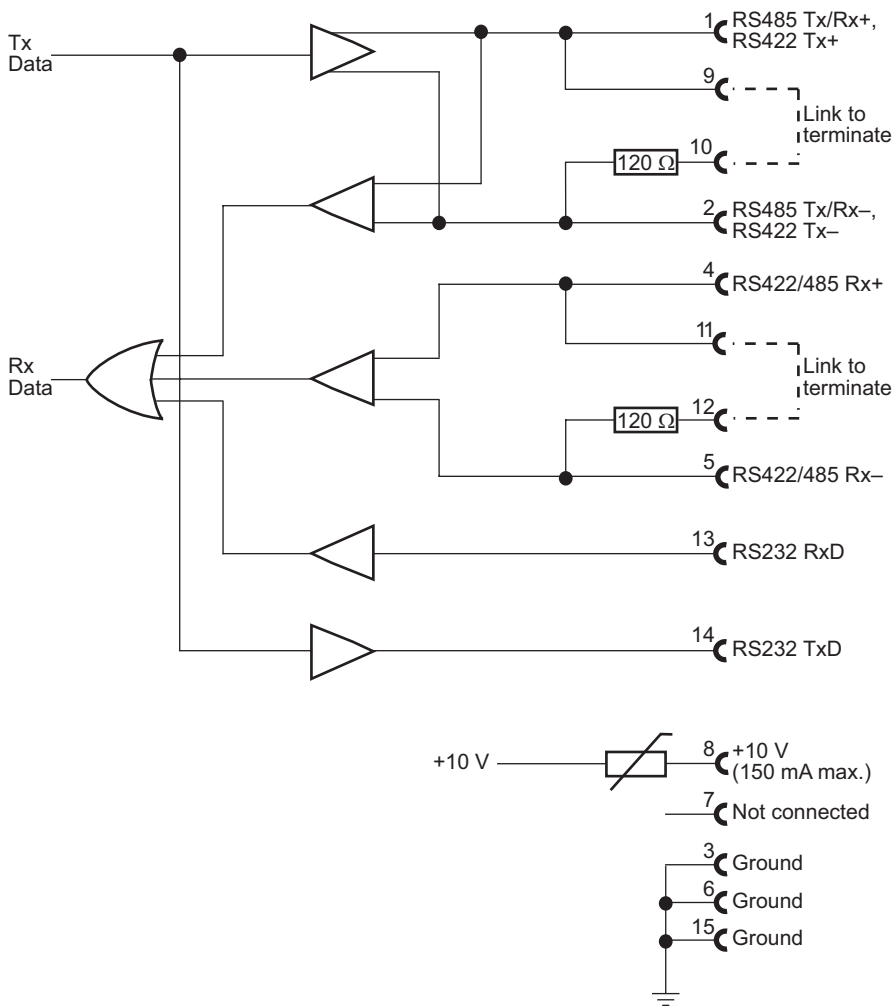 Tx
Data
1
RS485 Tx/Rx+,
RS422 Tx+
9
Link to
terminate
10
120 Ω
2
RS485 Tx/Rx–,
RS422 Tx–
4
RS422/485 Rx+
11
Rx
Data
Link to
terminate
12
120 Ω
5
RS422/485 Rx–
13
RS232 RxD
14
RS232 TxD
+10 V
8
+10 V
(150 mA max.)
7
Not connected
3
Ground
6
Ground
15
Ground